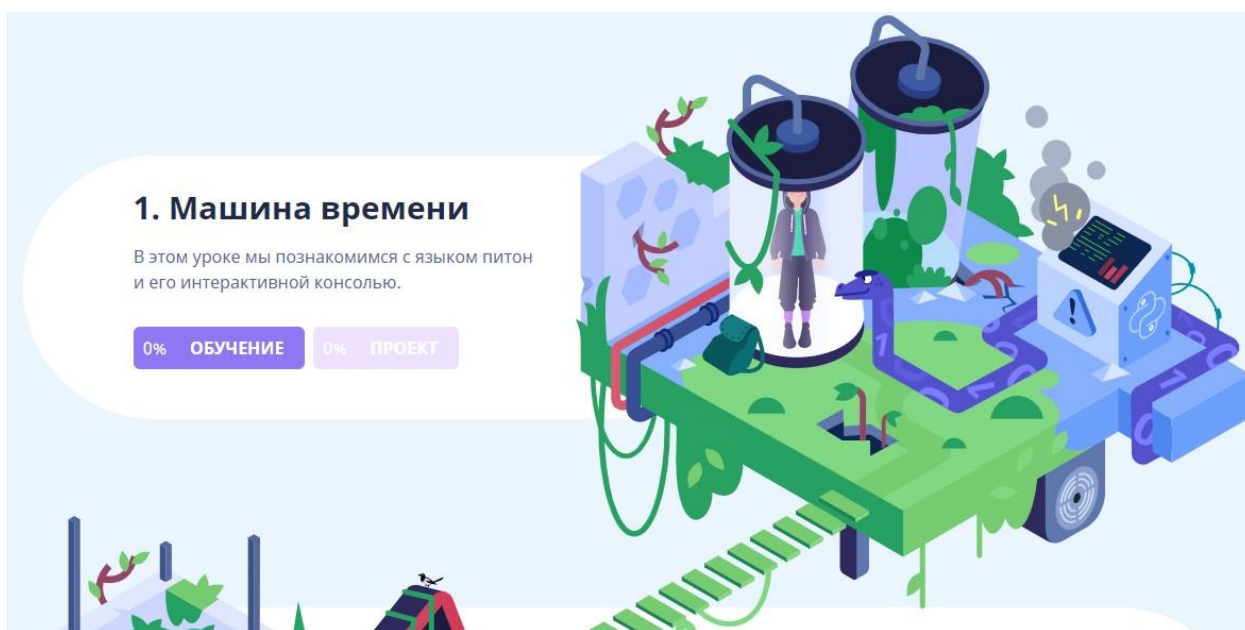 1. Машина времени
В этом уроке мы познакомимся с языком питон
и его интерактивной консолью.
0% ОБУЧЕНИЕ 0% ПРОЕКТ